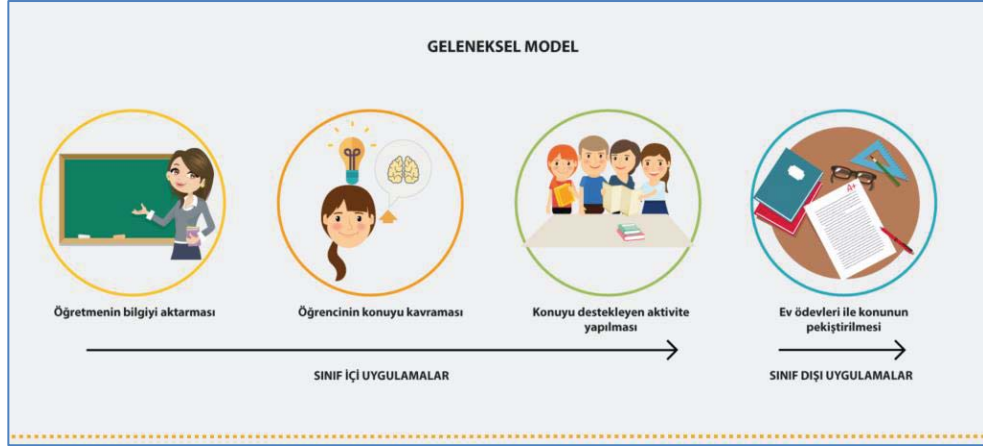 GELENEKSEL MODEL
Öğretmenin bilgiyi aktarması
Öğrencinin konuyu kavraması
Konuyu destekleyen aktivite
yapılması
Ev ödevleri ile konunun
pekiştirilmesi
SINIF İÇİ UYGULAMALAR
SINIF DIŞI UYGULAMALAR
A+